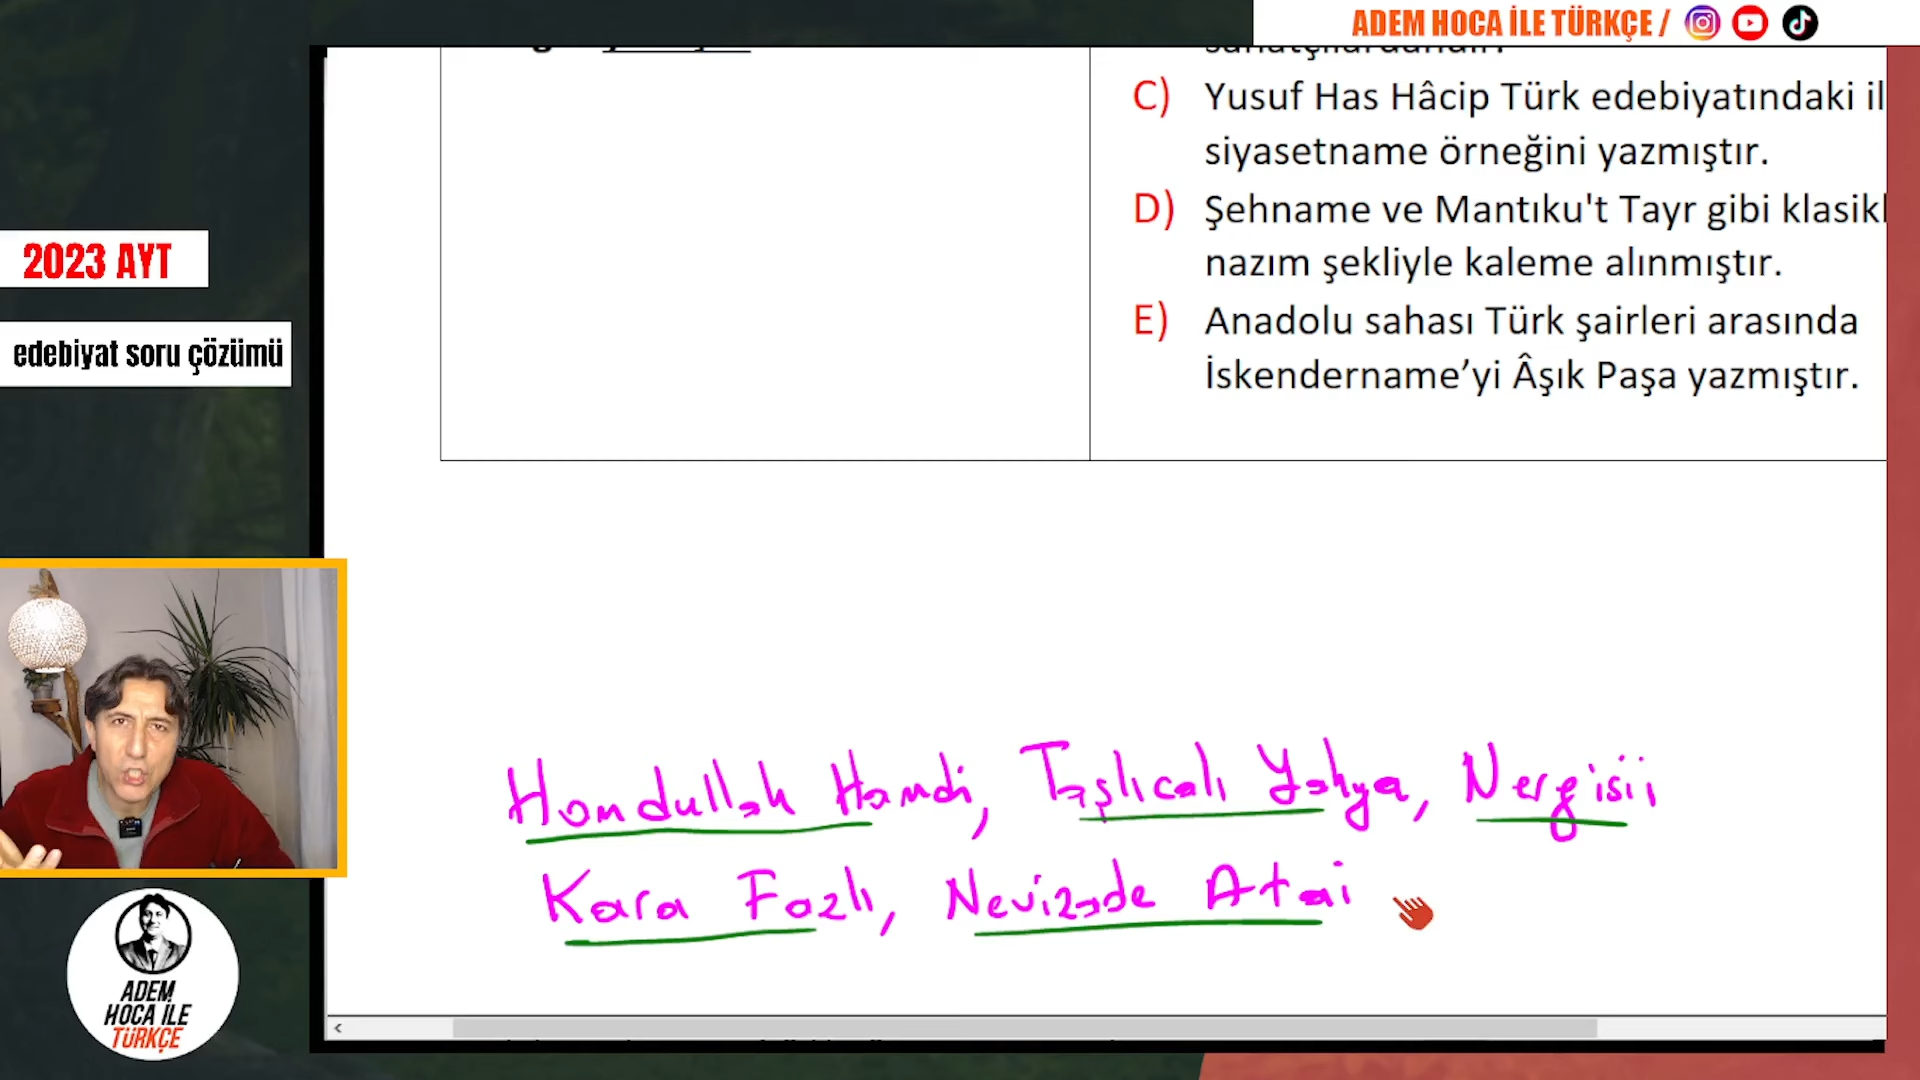 ADEM HOCA İLE TÜRKÇE /
C) Yusuf Has Hâcip Türk edebiyatındaki il
siyasetname örneğini yazmıştır.
D) Şehname ve Mantıku't Tayr gibi klasikl
nazım şekliyle kaleme alınmıştır.
E) Anadolu sahası Türk şairleri arasında
İskendername’yi Âşık Paşa yazmıştır.
2023 AYT
edebiyat soru çözümü
Hamdullah Hamdi, Taşlıcalı Yahya, Nergisii
Kara Fazlı, Nevizade Atai
ADEM
HOCA İLE
TÜRKÇE